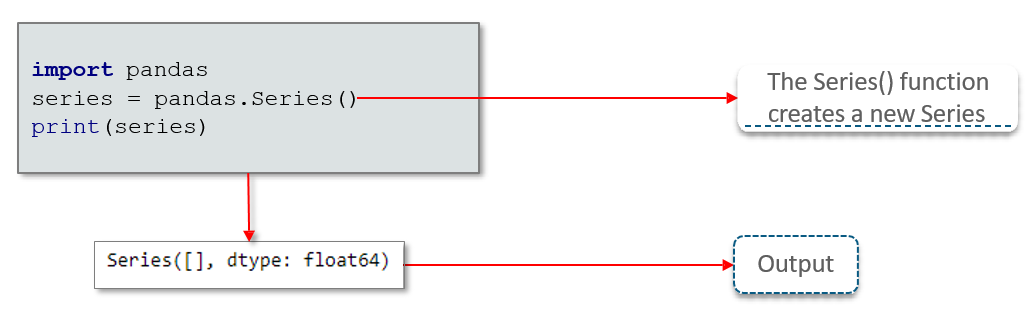 import pandas
series = pandas.Series()
print(series)
The Series() function
creates a new Series
Series([], dtype: float64)
Output